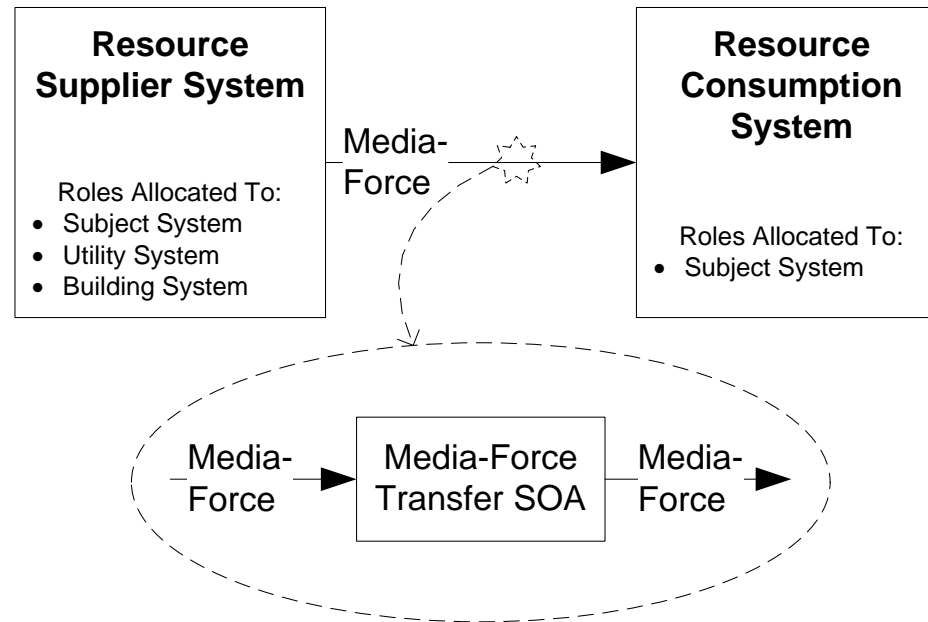 Resource
Supplier System
Roles Allocated To:
• Subject System
• Utility System
• Building System
Media-
Force
Resource
Consumption
System
Roles Allocated To:
• Subject System
Media-
Force
Media-Force
Transfer SOA
Media-
Force